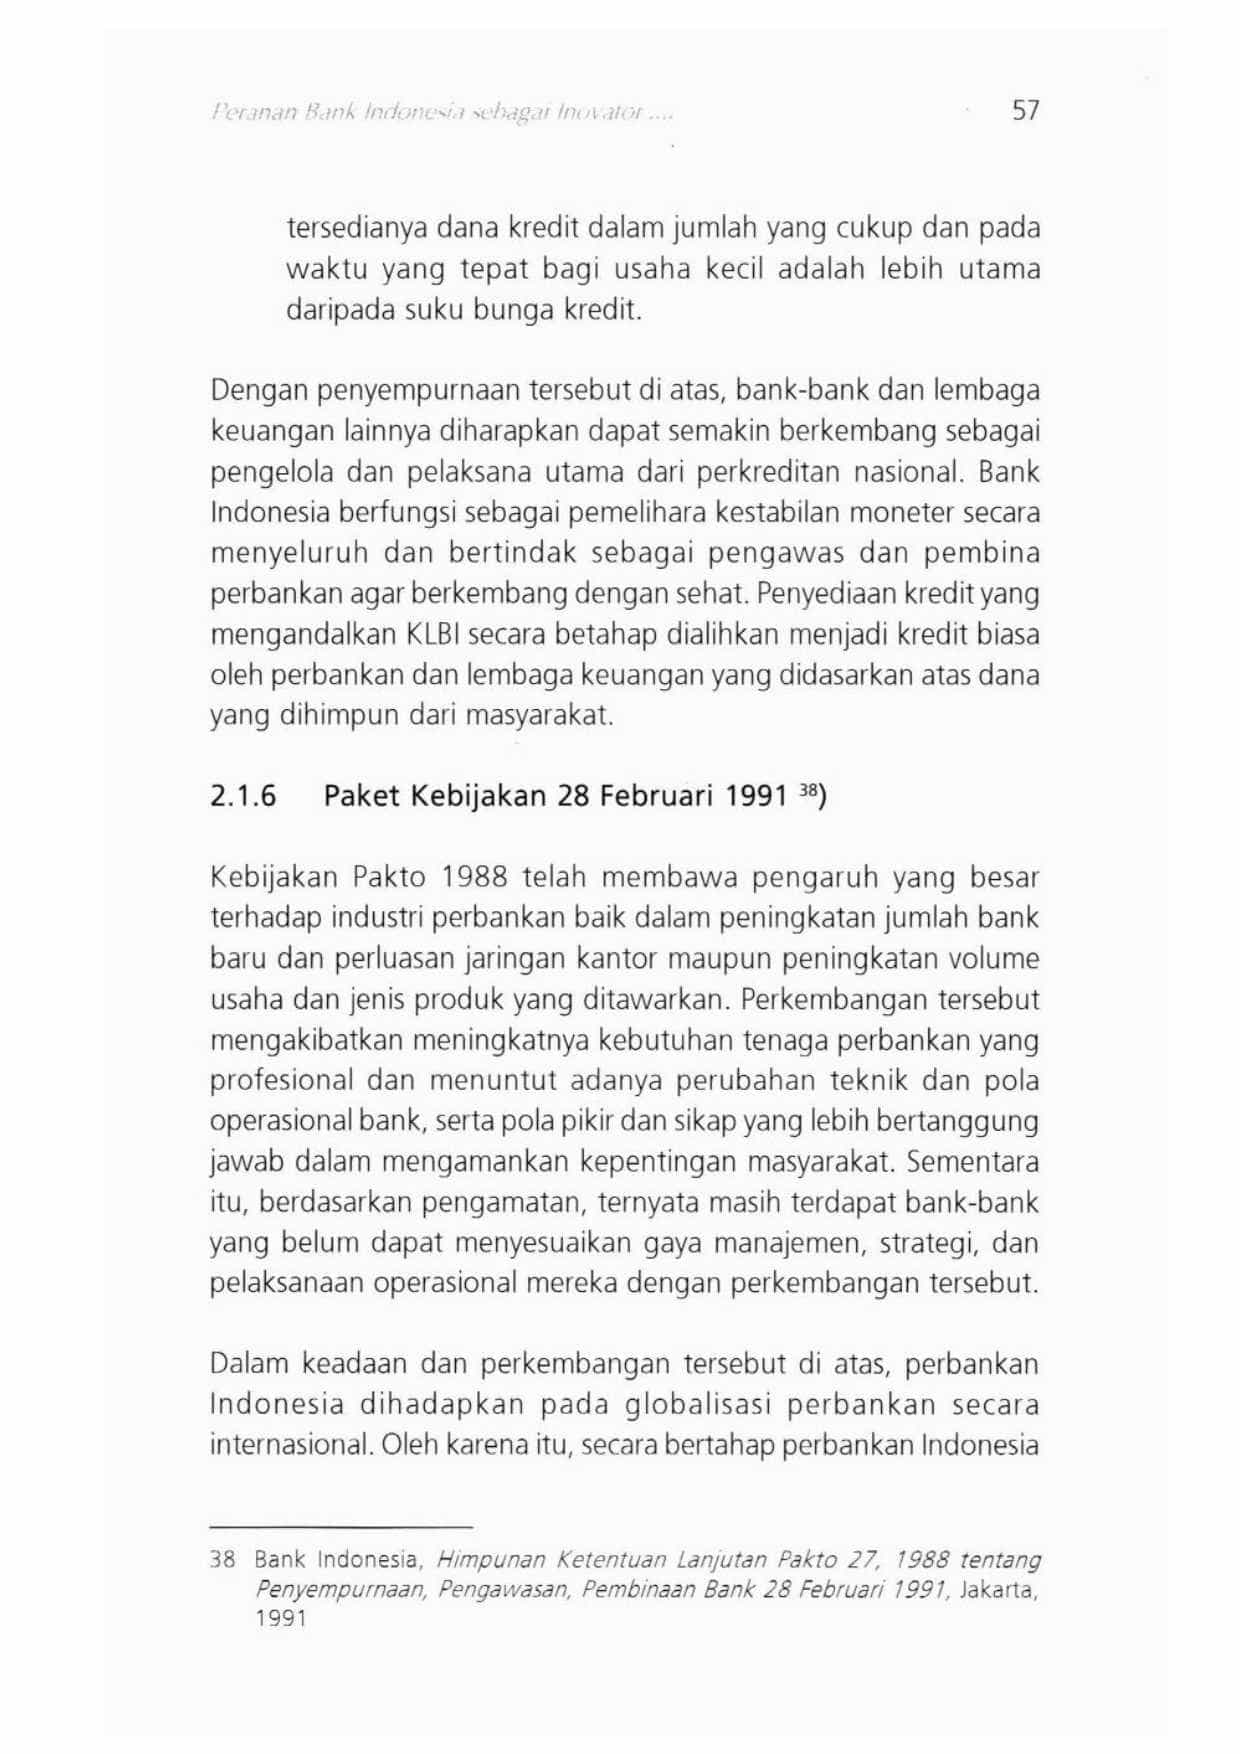 Peranan Bank Indonesia sebagai Inovator .... 57
tersedianya dana kredit dalam jumlah yang cukup dan pada
waktu yang tepat bagi usaha kecil adalah lebih utama
daripada suku bunga kredit.
Dengan penyempurnaan tersebut di atas, bank-bank dan lembaga
keuangan lainnya diharapkan dapat semakin berkembang sebagai
pengelola dan pelaksana utama dari perkreditan nasional. Bank
Indonesia berfungsi sebagai pemelihara kestabilan moneter secara
menyeluruh dan bertindak sebagai pengawas dan pembina
perbankan agar berkembang dengan sehat. Penyediaan kredit yang
mengandalkan KLBI secara betahap dialihkan menjadi kredit biasa
oleh perbankan dan lembaga keuangan yang didasarkan atas dana
yang dihimpun dari masyarakat.
2.1.6 Paket Kebijakan 28 Februari 1991 38)
Kebijakan Pakto 1988 telah membawa pengaruh yang besar
terhadap industri perbankan baik dalam peningkatan jumlah bank
baru dan perluasan jaringan kantor maupun peningkatan volume
usaha dan jenis produk yang ditawarkan. Perkembangan tersebut
mengakibatkan meningkatnya kebutuhan tenaga perbankan yang
profesional dan menuntut adanya perubahan teknik dan pola
operasional bank, serta pola pikir dan sikap yang lebih bertanggung
jawab dalam mengamankan kepentingan masyarakat. Sementara
itu, berdasarkan pengamatan, ternyata masih terdapat bank-bank
yang belum dapat menyesuaikan gaya manajemen, strategi, dan
pelaksanaan operasional mereka dengan perkembangan tersebut.
Dalam keadaan dan perkembangan tersebut di atas, perbankan
Indonesia dihadapkan pada globalisasi perbankan secara
internasional. Oleh karena itu, secara bertahap perbankan Indonesia
38 Bank Indonesia, Himpunan Ketentuan Lanjutan Pakto 27, 1988 tentang
Penyempurnaan, Pengawasan, Pembinaan Bank 28 Februari 1991, Jakarta,
1991